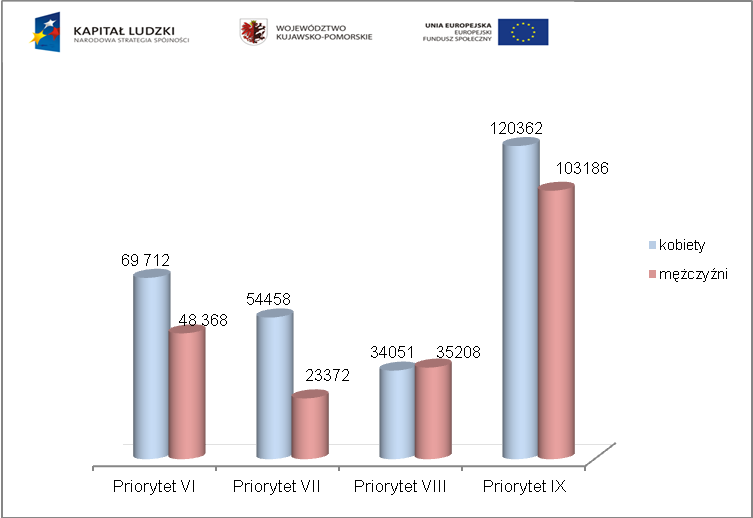 KAPITAŁ LUDZKI
NARODOWA STRATEGIA SPÓJNOŚCI
WOJEWÓDZTWO
KUJAWSKO-POMORSKIE
UNIA EUROPEJSKA
EUROPEJSKI
FUNDUSZ SPOŁECZNY
120362
103186
69 712
48 368
54458
23372
34051
35208
kobiety
mężczyźni
Priorytet VI
Priorytet VII
Priorytet VIII
Priorytet IX